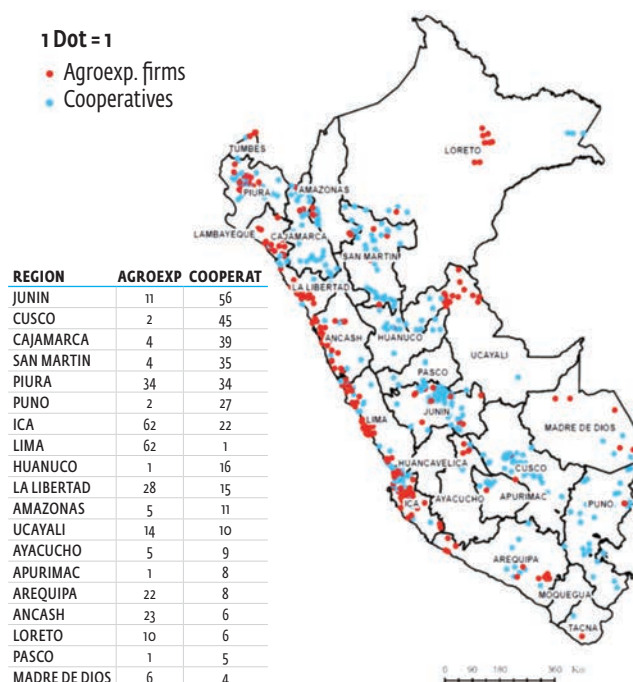 1 Dot = 1
Agroexp. firms
Cooperatives
TUMBES
PIURA
AMAZONAS
LORETO
LAMBAYEQUE
CAJAMARCA
SAN MARTIN
LA LIBERTAD
ANCASH
HUANUCO
UCAYALI
PASCO
JUNIN
LIMA
MADRE DE DIOS
HUANCAVELICA
CUSCO
ICA
AYACUCHO
APURIMAC
PUNO
AREQUIPA
MOQUEGUA
TACNA
0 90 180 360 Km
REGION AGROEXP COOPERAT
JUNIN 11 56
CUSCO 2 45
CAJAMARCA 4 39
SAN MARTIN 4 35
PIURA 34 34
PUNO 2 27
ICA 62 22
LIMA 62 1
HUANUCO 1 16
LA LIBERTAD 28 15
AMAZONAS 5 11
UCAYALI 14 10
AYACUCHO 5 9
APURIMAC 1 8
AREQUIPA 22 8
ANCASH 23 6
LORETO 10 6
PASCO 1 5
MADRE DE DIOS 6 4